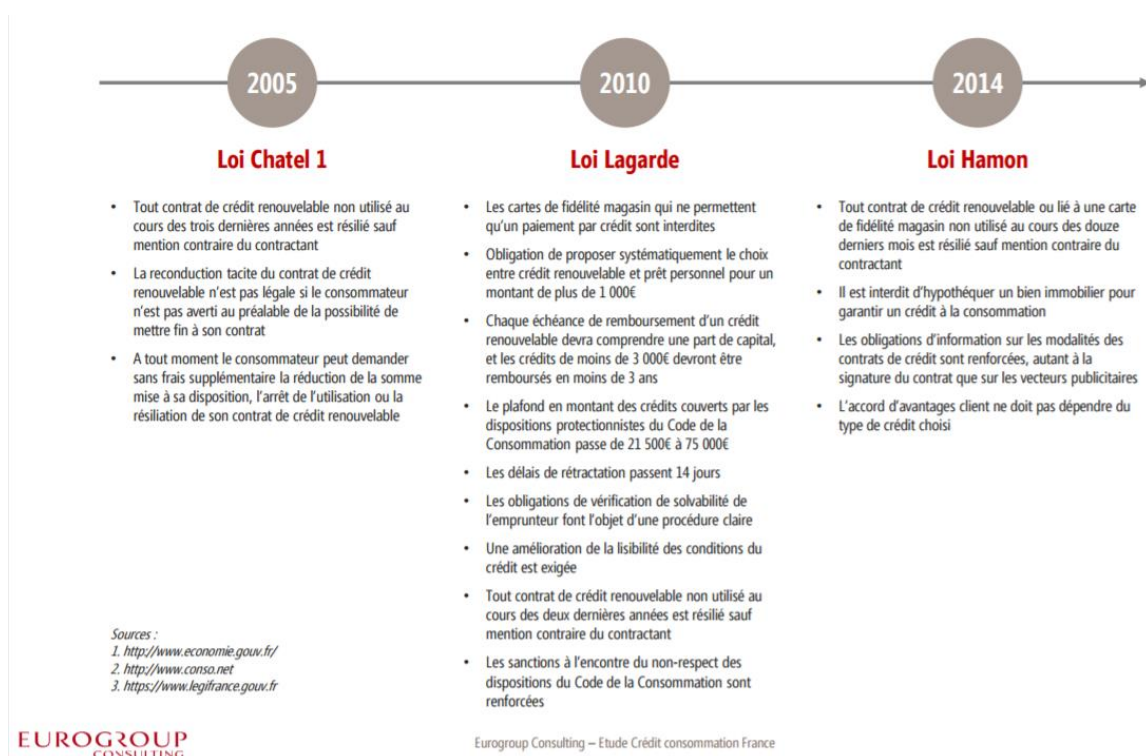 2005
2010
2014
Loi Chatel 1
• Tout contrat de crédit renouvelable non utilisé au
cours des trois dernières années est résilié sauf
mention contraire du contractant
• La reconduction tacite du contrat de crédit
renouvelable n'est pas légale si le consommateur
n'est pas averti au préalable de la possibilité de
mettre fin à son contrat
• A tout moment le consommateur peut demander
sans frais supplémentaire la réduction de la somme
mise à sa disposition, l'arrêt de l'utilisation ou la
résiliation de son contrat de crédit renouvelable
Loi Lagarde
• Les cartes de fidélité magasin qui ne permettent
qu'un paiement par crédit sont interdites
• Obligation de proposer systématiquement le choix
entre crédit renouvelable et prêt personnel pour un
montant de plus de 1 000€
• Chaque échéance de remboursement d'un crédit
renouvelable devra comprendre une part de capital,
et les crédits de moins de 3 000€ devront être
remboursés en moins de 3 ans
• Le plafond en montant des crédits couverts par les
dispositions protectionnistes du Code de la
Consommation passe de 21 500€ à 75 000€
• Les délais de rétractation passent 14 jours
• Les obligations de vérification de solvabilité de
l'emprunteur font l'objet d'une procédure claire
• Une amélioration de la lisibilité des conditions du
crédit est exigée
• Tout contrat de crédit renouvelable non utilisé au
cours des deux dernières années est résilié sauf
mention contraire du contractant
• Les sanctions à l'encontre du non-respect des
dispositions du Code de la Consommation sont
renforcées
Loi Hamon
• Tout contrat de crédit renouvelable ou lié à une carte
de fidélité magasin non utilisé au cours des douze
derniers mois est résilié sauf mention contraire du
contractant
• Il est interdit d'hypothéquer un bien immobilier pour
garantir un crédit à la consommation
• Les obligations d'information sur les modalités des
contrats de crédit sont renforcées, autant à la
signature du contrat que sur les vecteurs publicitaires
• L'accord d'avantages client ne doit pas dépendre du
type de crédit choisi
Sources :
1. http://www.economie.gouv.fr/
2. http://www.conso.net
3. https://www.legifrance.gouv.fr
EUROGROUP
CONSULTING
Eurogroup Consulting – Etude Crédit consommation France